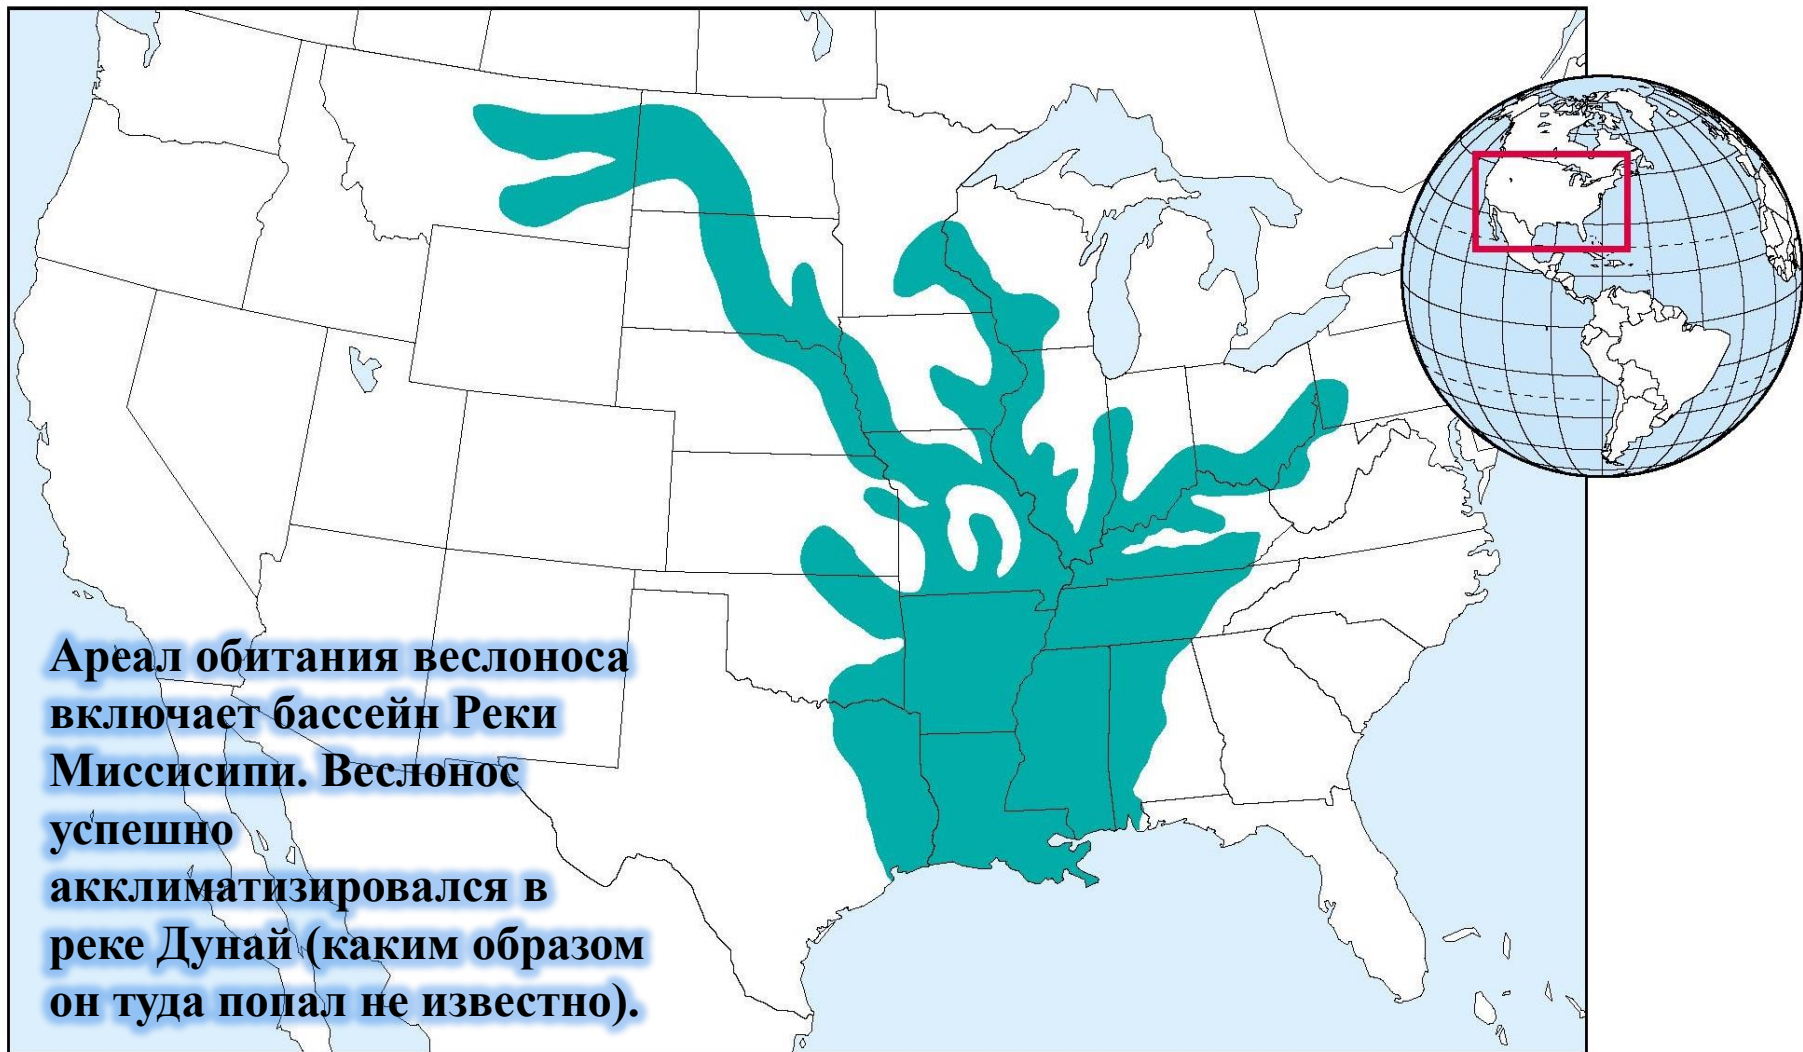 Ареал обитания веслоноса
включает бассейн Реки
Миссисипи. Веслонос
успешно
акклиматизировался в
реке Дунай (каким образом
он туда попал не известно).